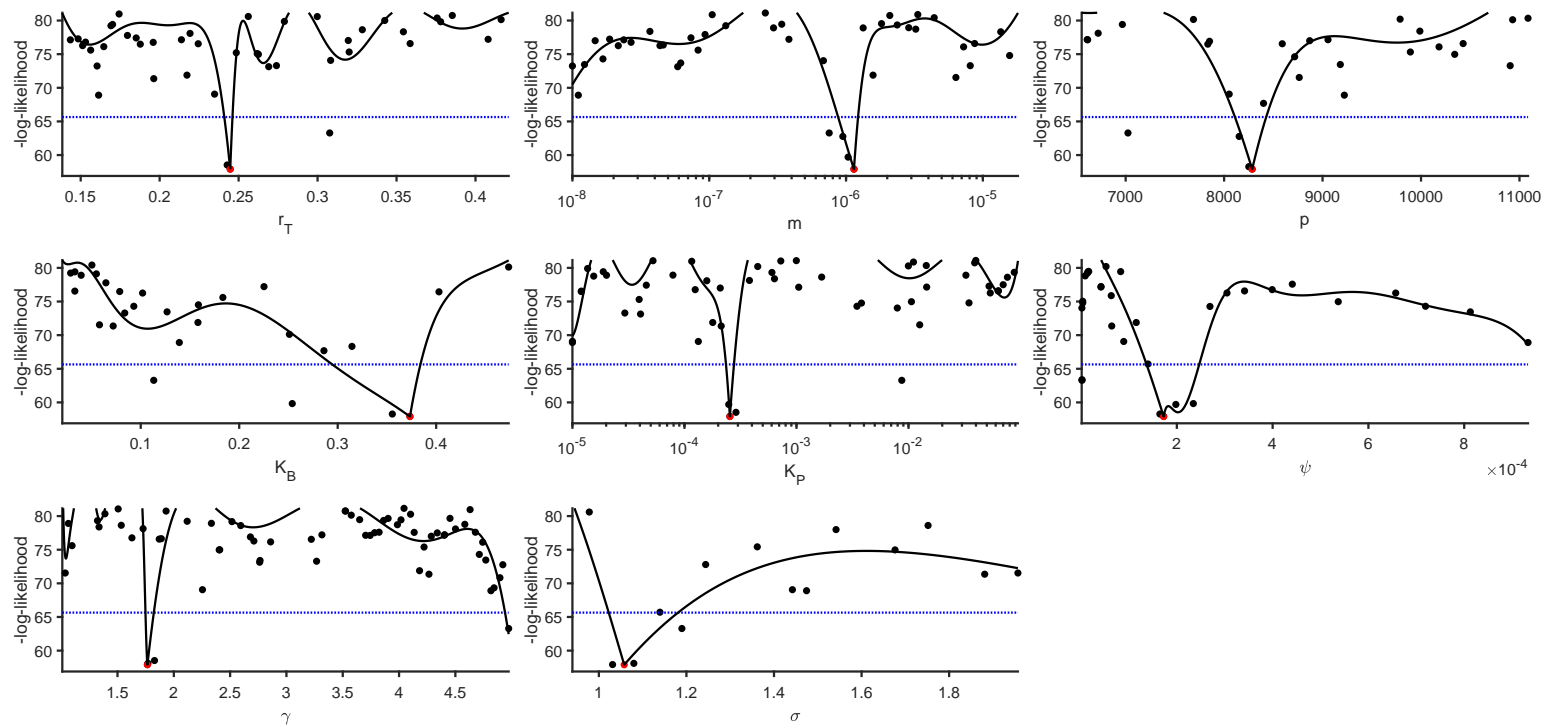 80
75
70
65
60
-log-likelihood
0.15 0.2 0.25 0.3 0.35 0.4
r_T
80
75
70
65
60
-log-likelihood
10^-8 10^-7 10^-6 10^-5
m
80
75
70
65
60
-log-likelihood
7000 8000 9000 10000 11000
p
80
75
70
65
60
-log-likelihood
0.1 0.2 0.3 0.4
K_B
80
75
70
65
60
-log-likelihood
10^-5 10^-4 10^-3 10^-2
K_P
80
75
70
65
60
-log-likelihood
2 4 6 8
×10^-4
ψ
80
75
70
65
60
-log-likelihood
1.5 2 2.5 3 3.5 4 4.5
γ
80
75
70
65
60
-log-likelihood
1 1.2 1.4 1.6 1.8
σ